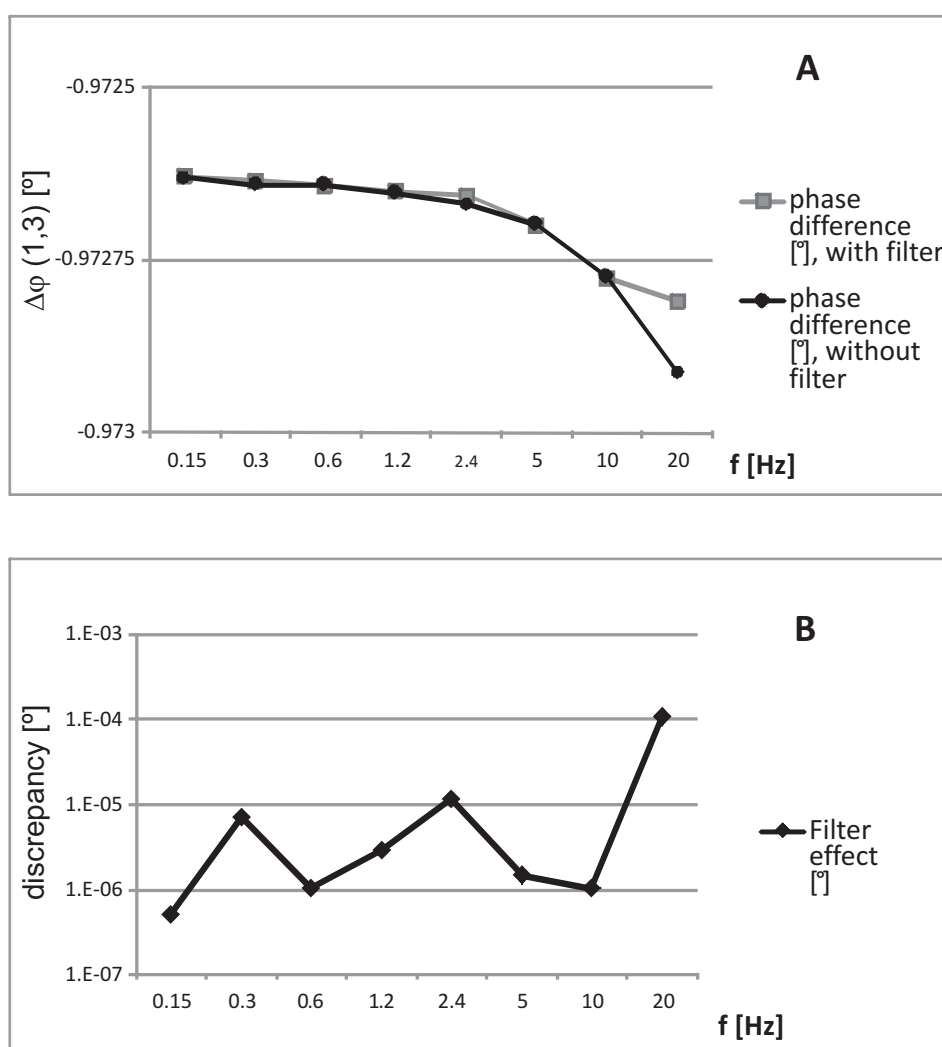 A
-0.9725
-0.97275
-0.973
Δφ (1,3) [º]
0.15 0.3 0.6 1.2 2.4 5 10 20
f [Hz]
phase
difference
[°], with filter
phase
difference
[°], without
filter
B
1.E-03
1.E-04
1.E-05
1.E-06
1.E-07
discrepancy [º]
0.15 0.3 0.6 1.2 2.4 5 10 20
f [Hz]
Filter
effect
[°]